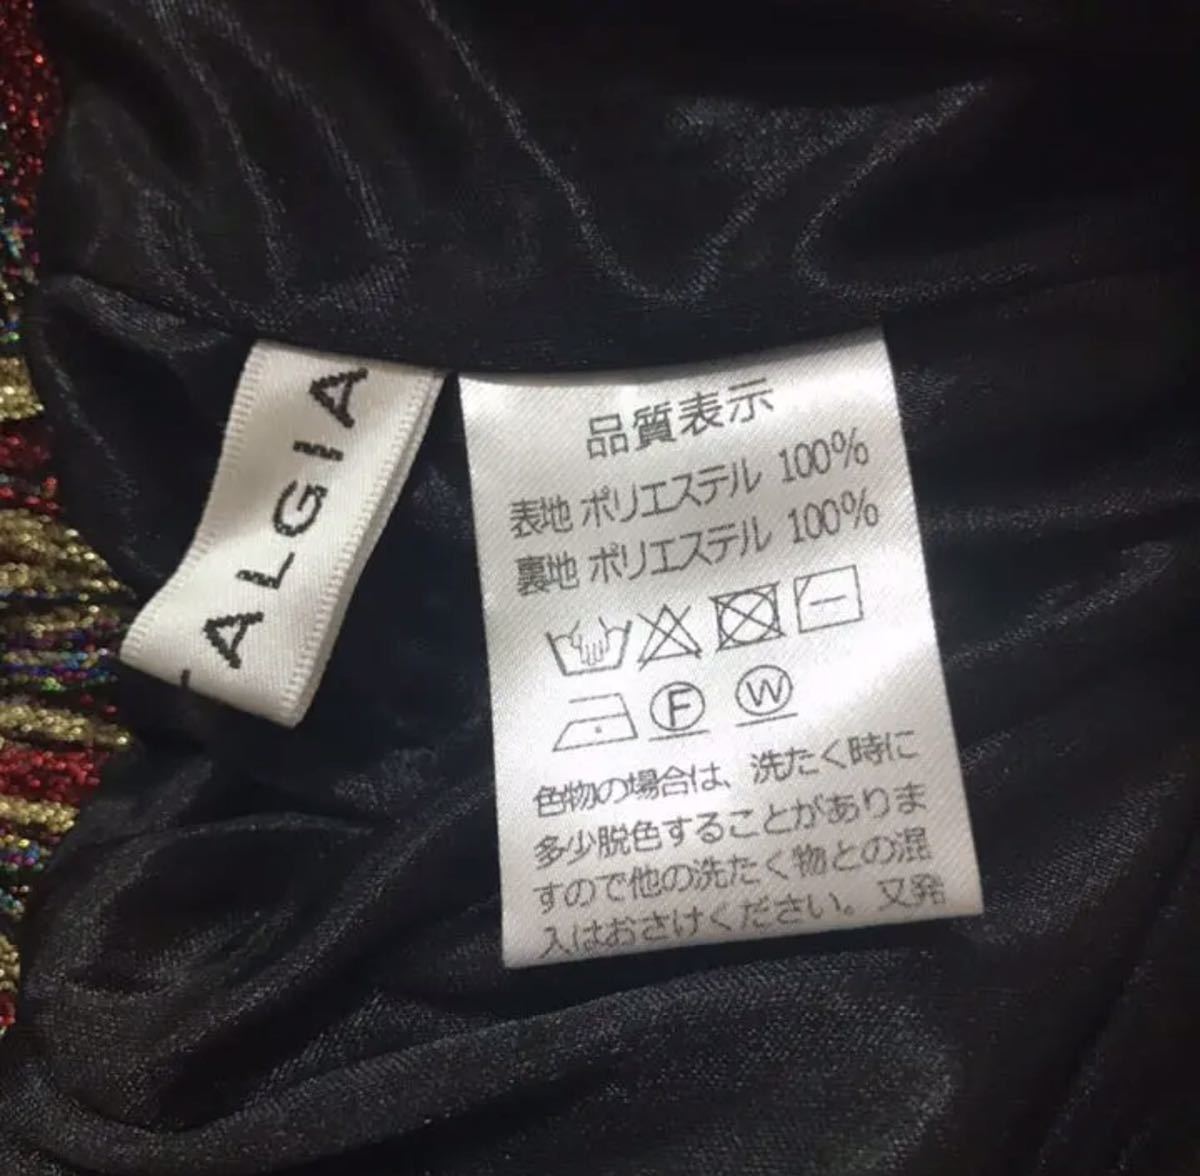 TALGIA
品質表示
表地 ポリエステル 100%
裏地 ポリエステル 100%
F W
色物の場合は、洗たく時に
多少脱色することがありま
すので他の洗たく物との混
入はおさけください。又発